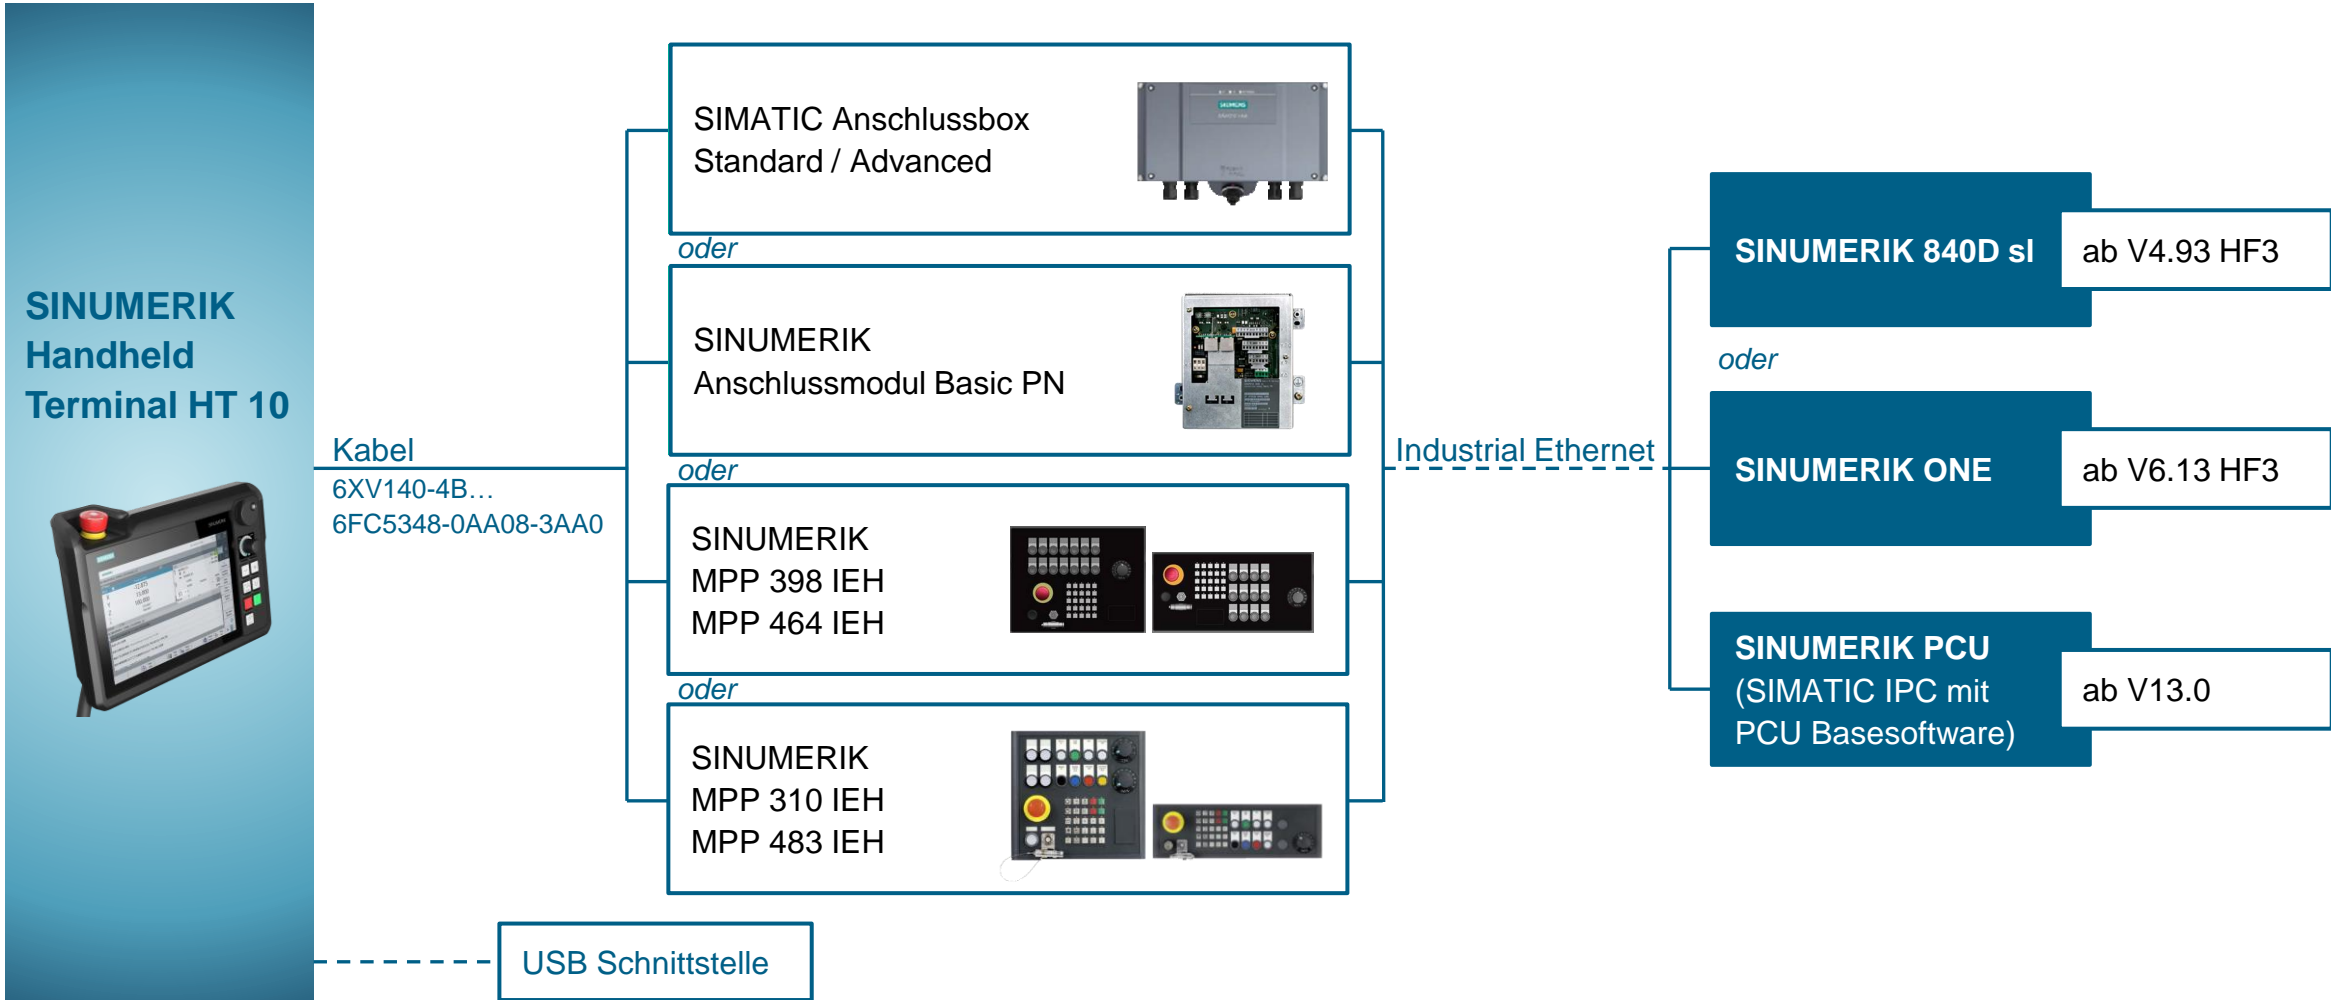 SINUMERIK
Handheld
Terminal HT 10
Kabel
6XV140-4B…
6FC5348-0AA08-3AA0
SIMATIC Anschlussbox
Standard / Advanced
SIEMENS
oder
SINUMERIK
Anschlussmodul Basic PN
oder
SINUMERIK
MPP 398 IEH
MPP 464 IEH
oder
SINUMERIK
MPP 310 IEH
MPP 483 IEH
USB Schnittstelle
Industrial Ethernet
SINUMERIK 840D sl
ab V4.93 HF3
oder
SINUMERIK ONE
ab V6.13 HF3
SINUMERIK PCU
(SIMATIC IPC mit
PCU Basesoftware)
ab V13.0